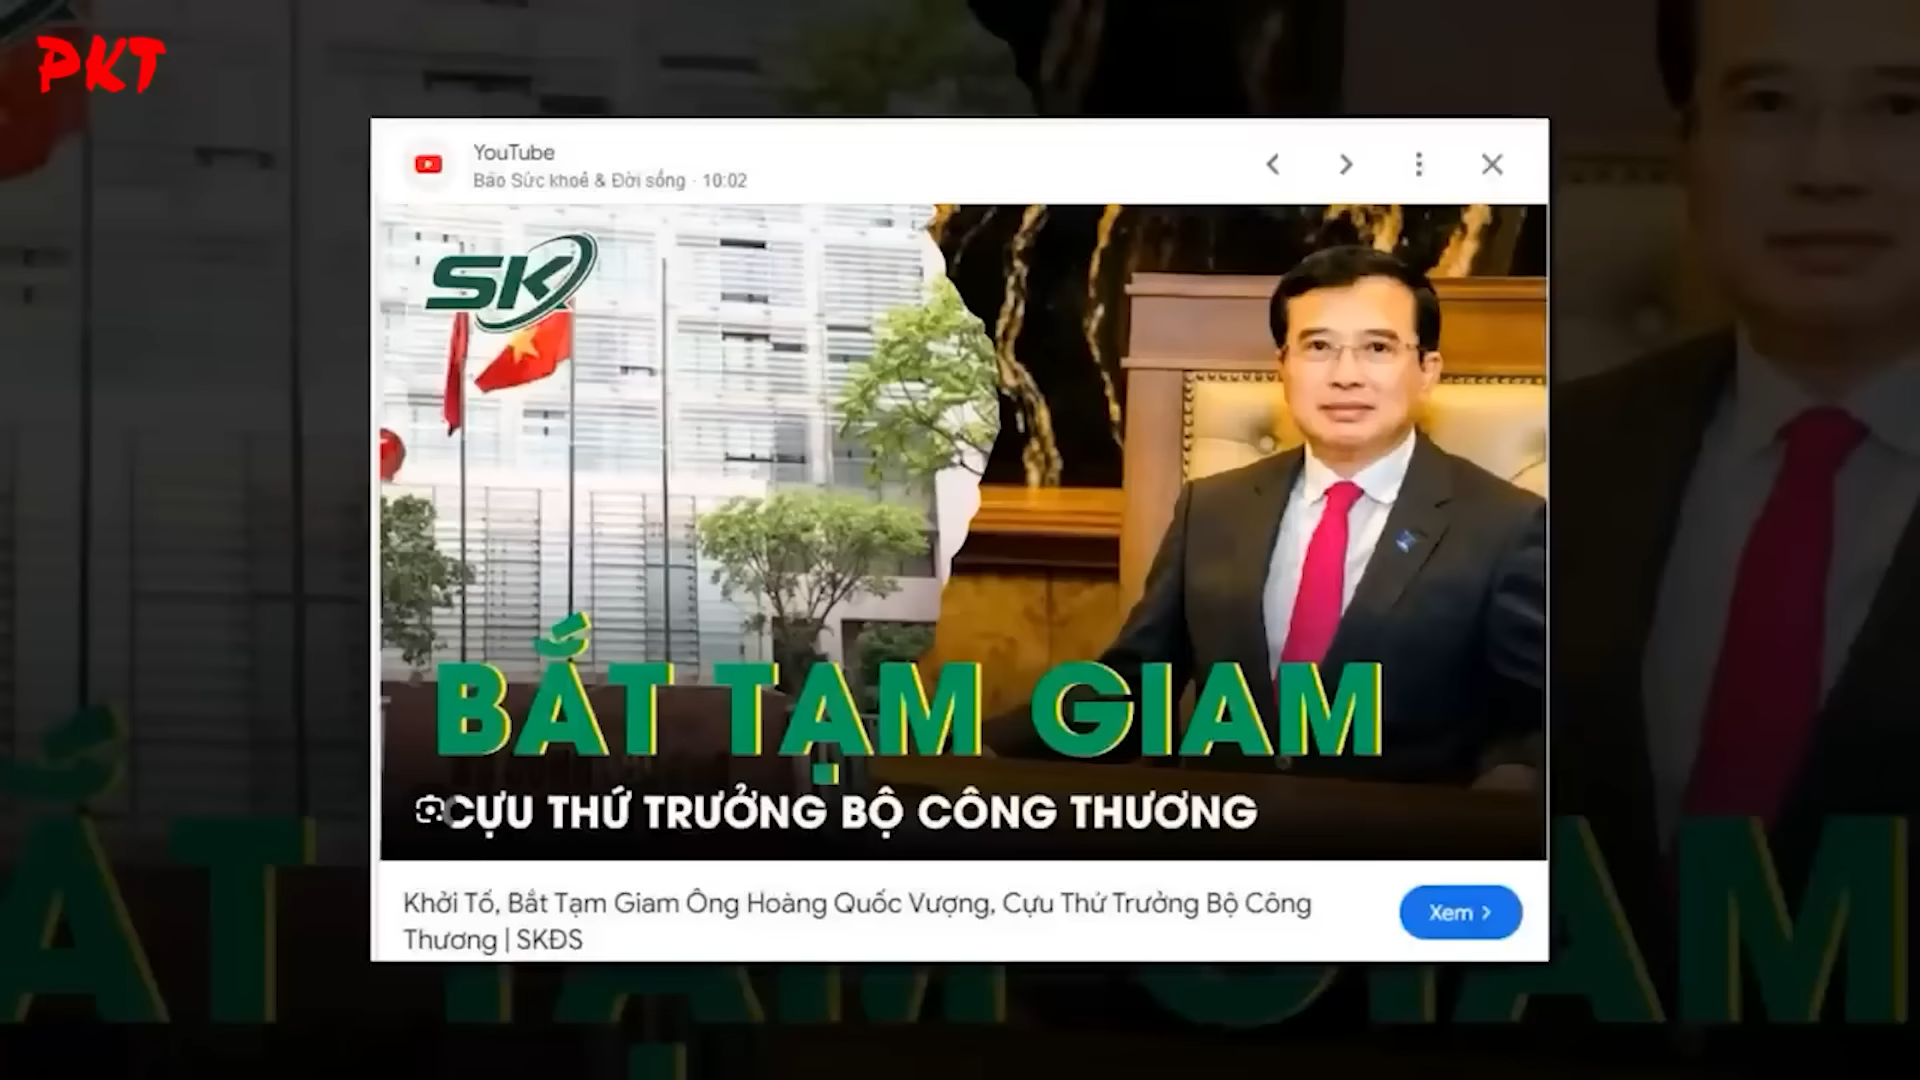 PKT
YouTube
Báo Sức khoẻ & Đời sống · 10:02
SK
BẮT TẠM GIAM
CỰU THỨ TRƯỞNG BỘ CÔNG THƯƠNG
Khởi Tố, Bắt Tạm Giam Ông Hoàng Quốc Vượng, Cựu Thứ Trưởng Bộ Công
Thương | SKĐS
Xem